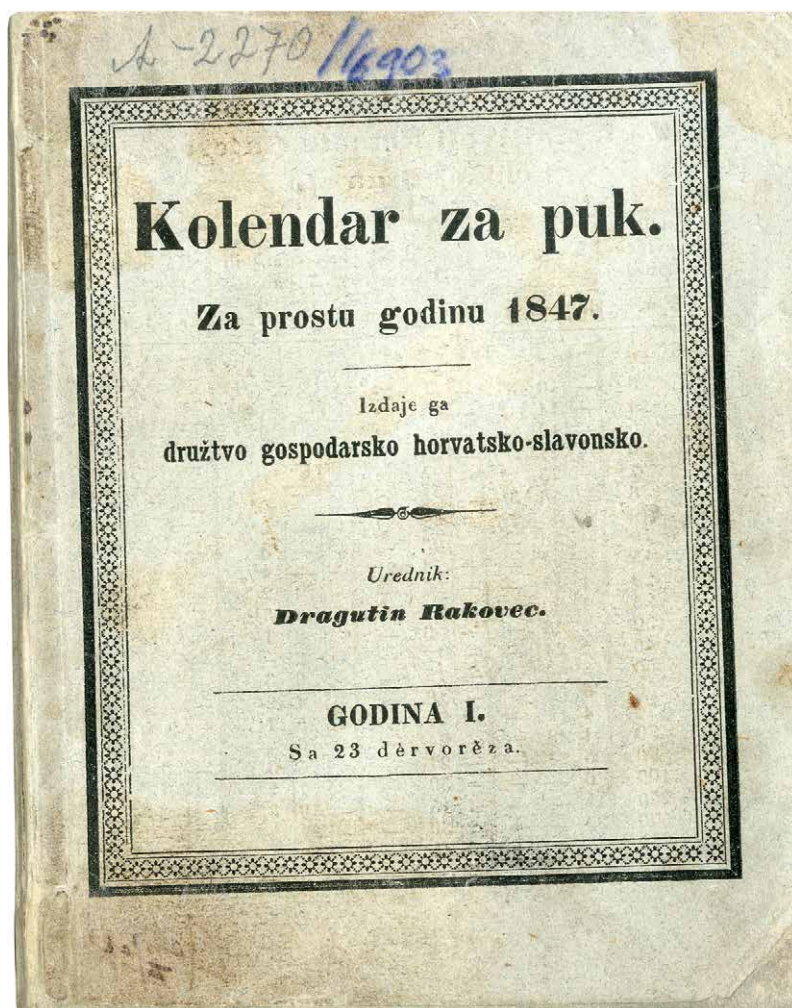 A-2270/16903
Kolendar za puk.
Za prostu godinu 1847.
Izdaje ga
družtvo gospodarsko horvatsko-slavonsko.
Urednik:
Dragutin Rakovec.
GODINA I.
Sa 23 dèrvorěza.